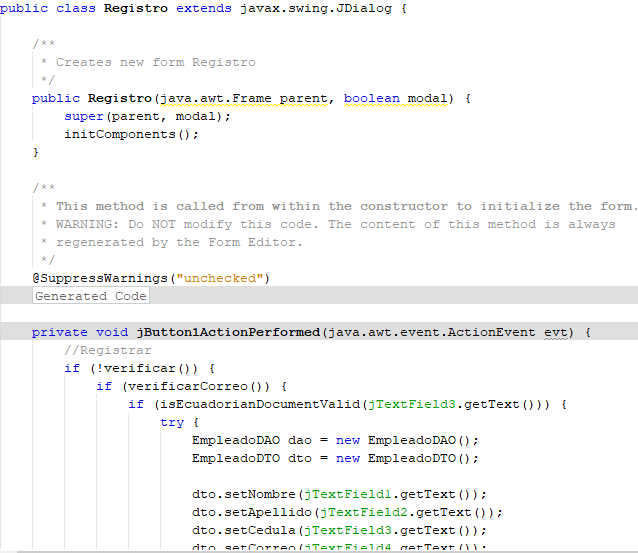 public class Registro extends javax.swing.JDialog {
/**
* Creates new form Registro
*/
public Registro(java.awt.Frame parent, boolean modal) {
super(parent, modal);
initComponents();
}
/**
* This method is called from within the constructor to initialize the form.
* WARNING: Do NOT modify this code. The content of this method is always
* regenerated by the Form Editor.
*/
@SuppressWarnings("unchecked")
Generated Code
private void jButton1ActionPerformed(java.awt.event.ActionEvent evt) {
//Registrar
if (!verificar()) {
if (verificarCorreo()) {
if (isEcuadorianDocumentValid(jTextField3.getText())) {
try {
EmpleadoDAO dao = new EmpleadoDAO();
EmpleadoDTO dto = new EmpleadoDTO();
dto.setNombre(jTextField1.getText());
dto.setApellido(jTextField2.getText());
dto.setCedula(jTextField3.getText());
dto.setCorreo(jTextField4.getText());